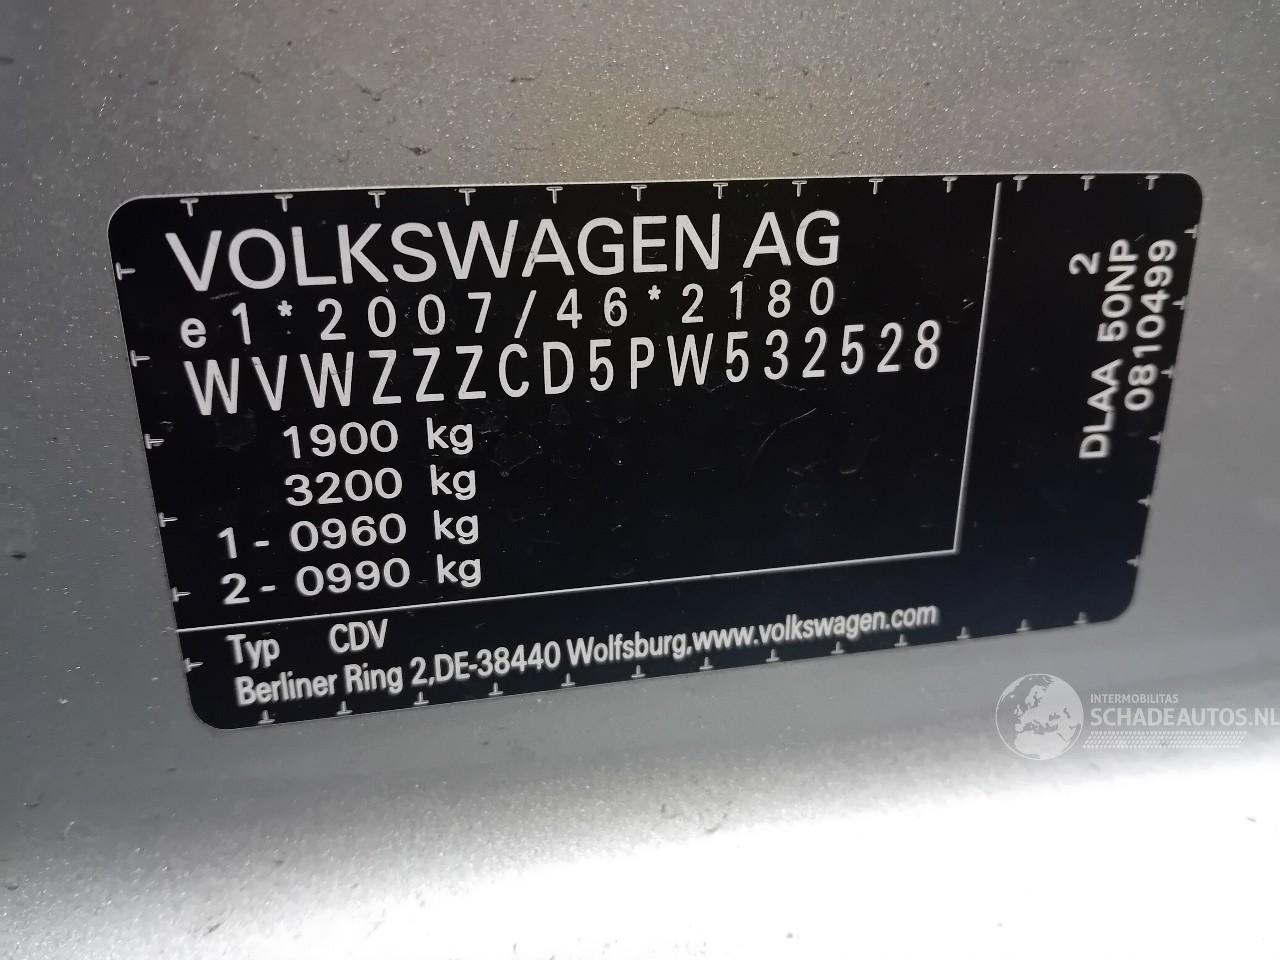 VOLKSWAGEN AG
e1*2007/46*2180
WVWZZZCD5PW532528
1900 kg
3200 kg
1- 0960 kg
2- 0990 kg
Typ CDV
Berliner Ring 2,DE-38440 Wolfsburg,www.volkswagen.com
2
DLAA 50NP
0810499
INTERMOBILITAS
SCHADEAUTOS.NL